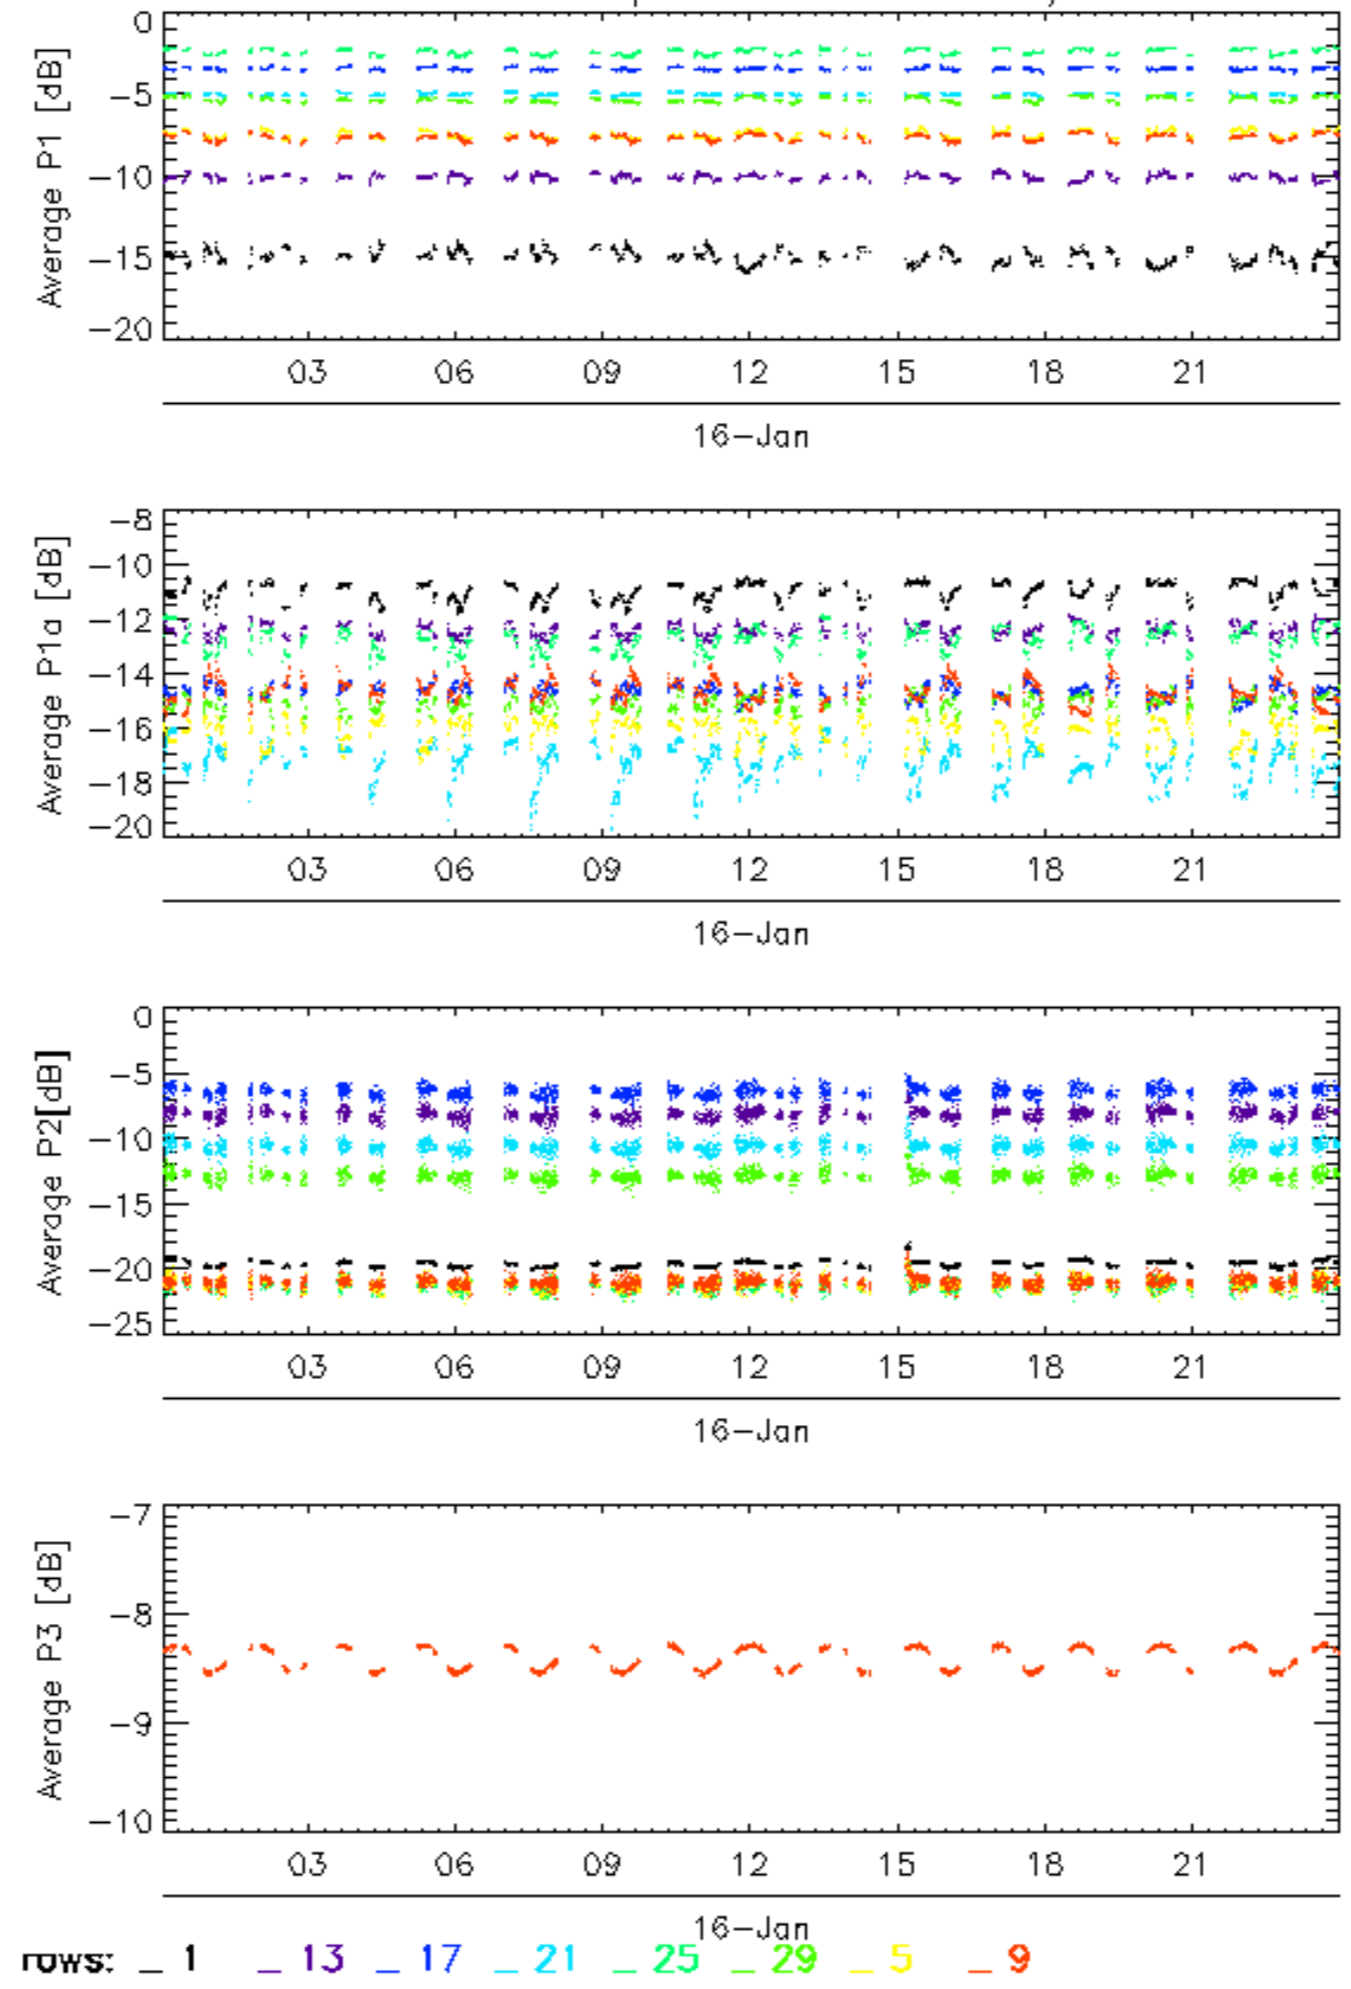 0
−5
−10
−15
−20
Average P1 [dB]
03 06 09 12 15 18 21
16−Jan
−8
−10
−12
−14
−16
−18
−20
Average P1a [dB]
03 06 09 12 15 18 21
16−Jan
0
−5
−10
−15
−20
−25
Average P2[dB]
03 06 09 12 15 18 21
16−Jan
−7
−8
−9
−10
Average P3 [dB]
03 06 09 12 15 18 21
16−Jan
rows: _ 1 _ 13 _ 17 _ 21 _ 25 _ 29 _ 5 _ 9